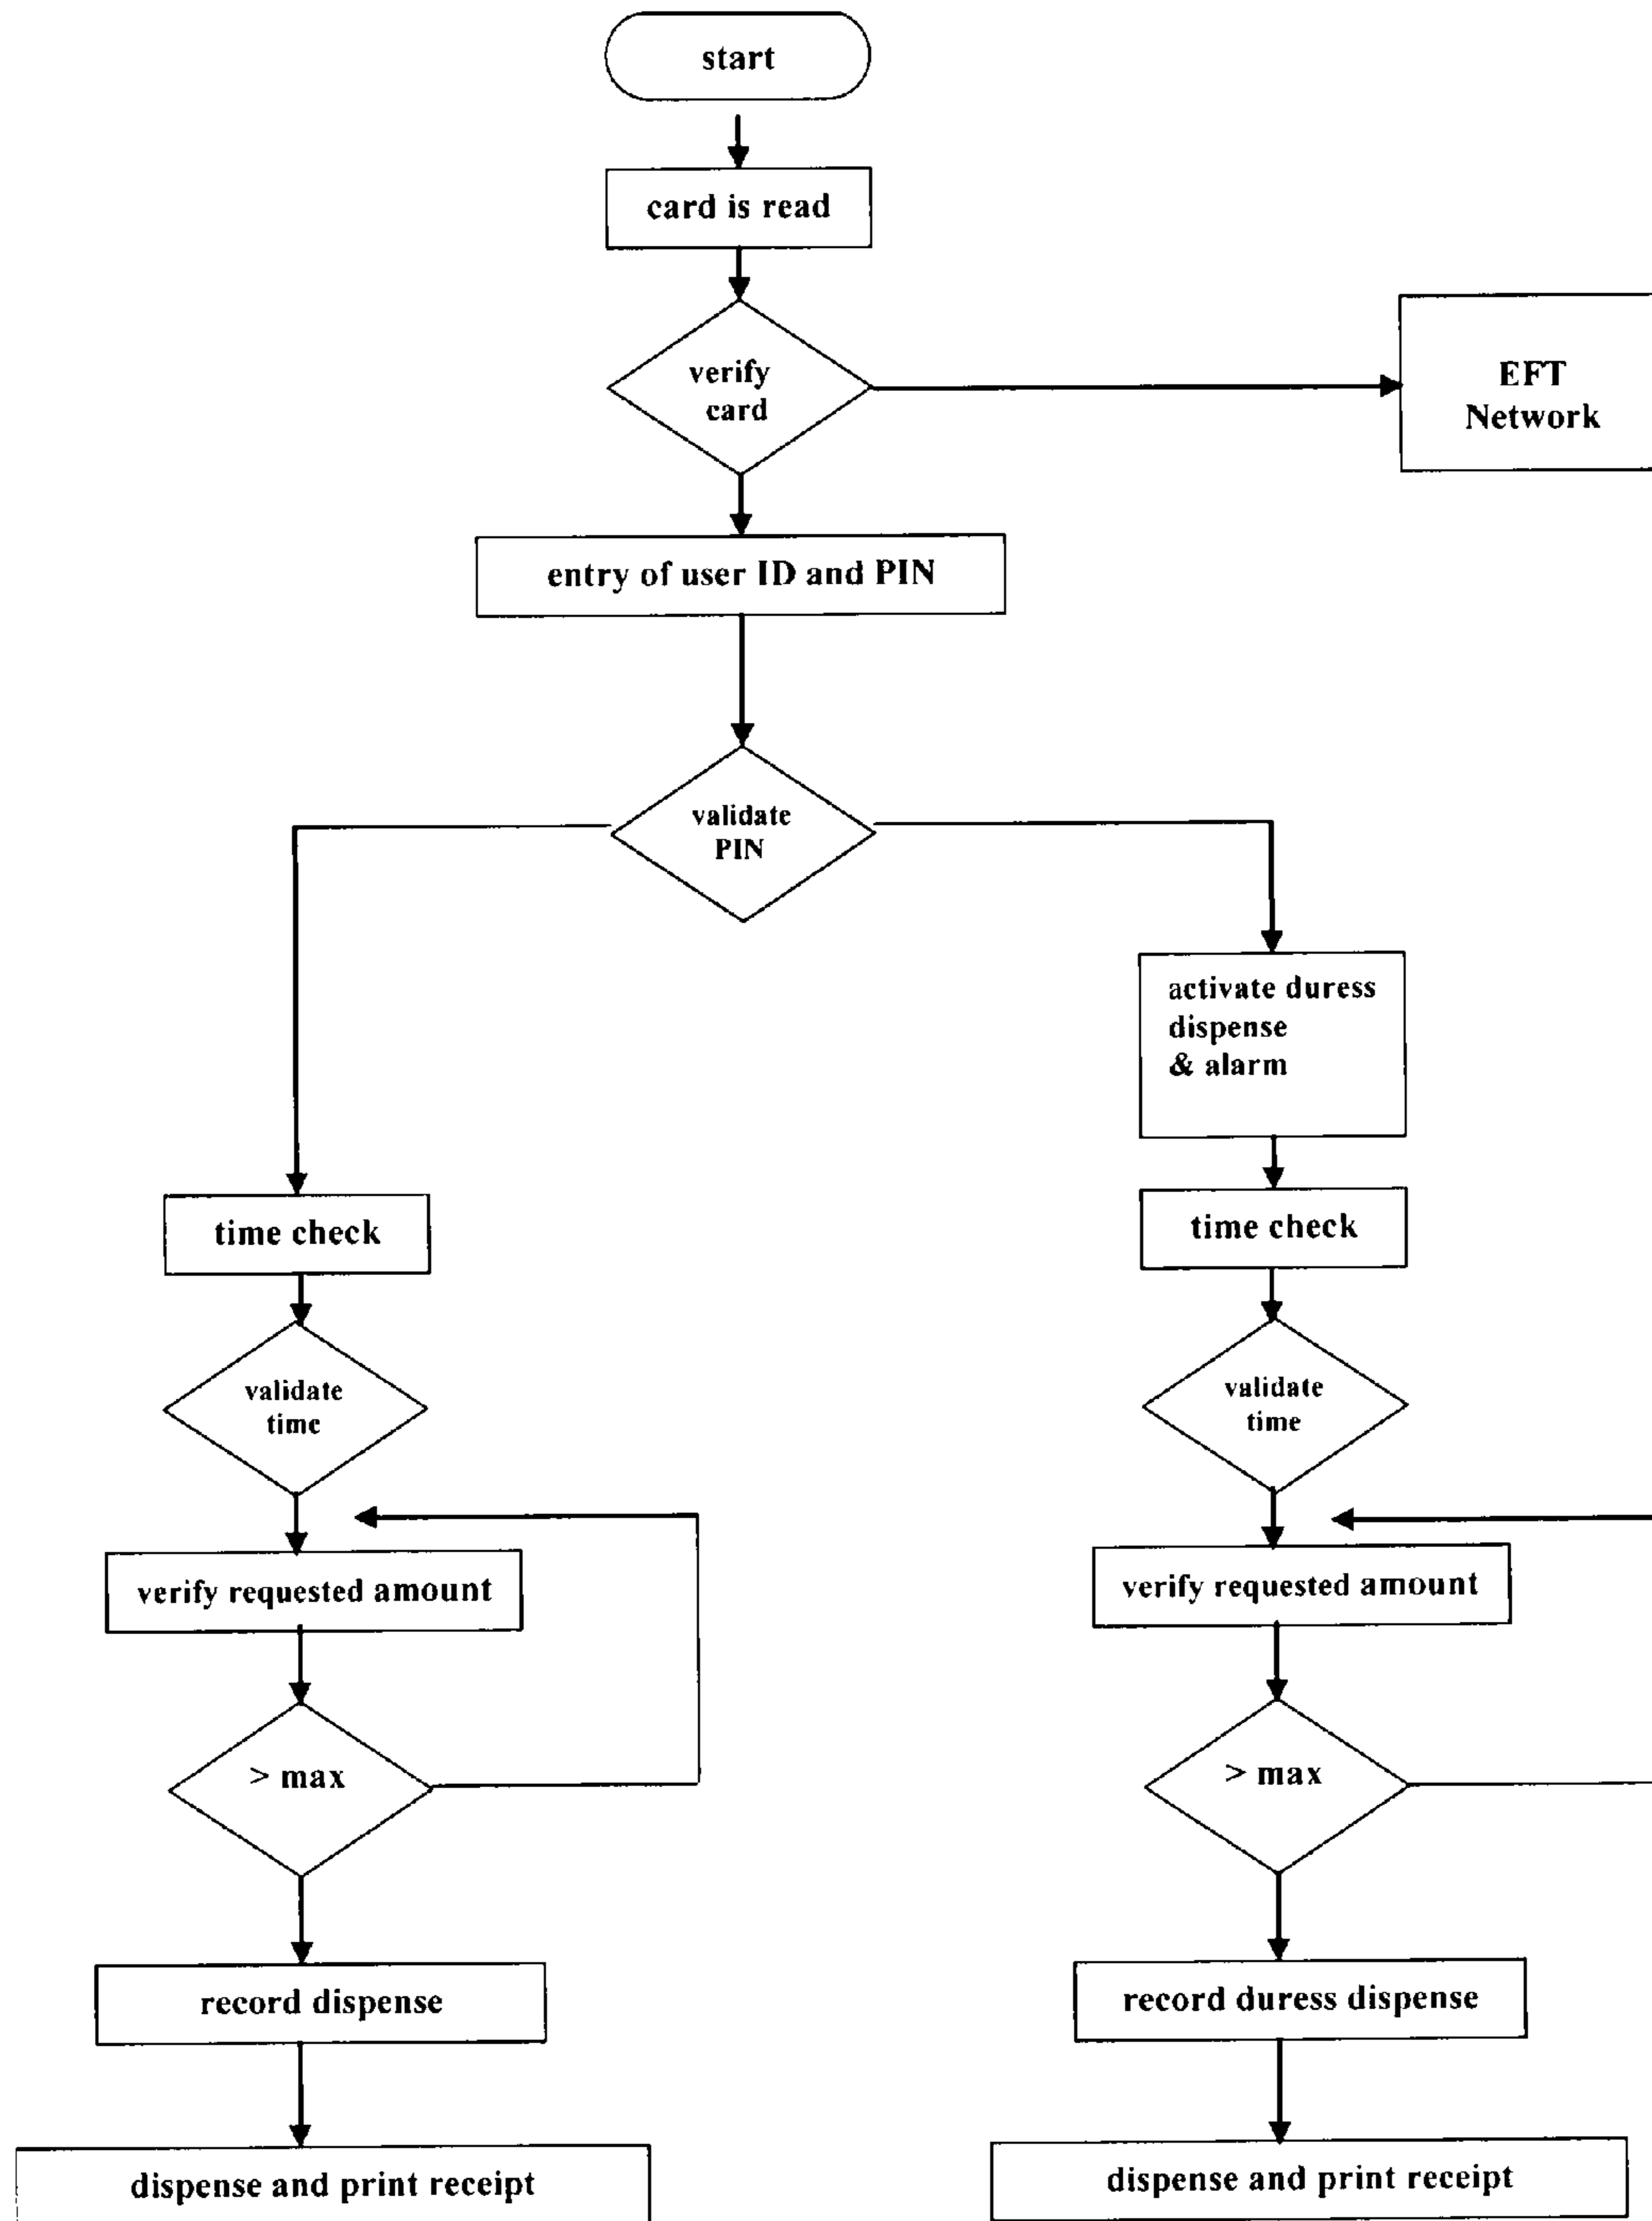 start
card is read
verify
card
EFT
Network
entry of user ID and PIN
validate
PIN
activate duress
dispense
& alarm
time check
time check
validate
time
validate
time
verify requested amount
verify requested amount
> max
> max
record dispense
record duress dispense
dispense and print receipt
dispense and print receipt